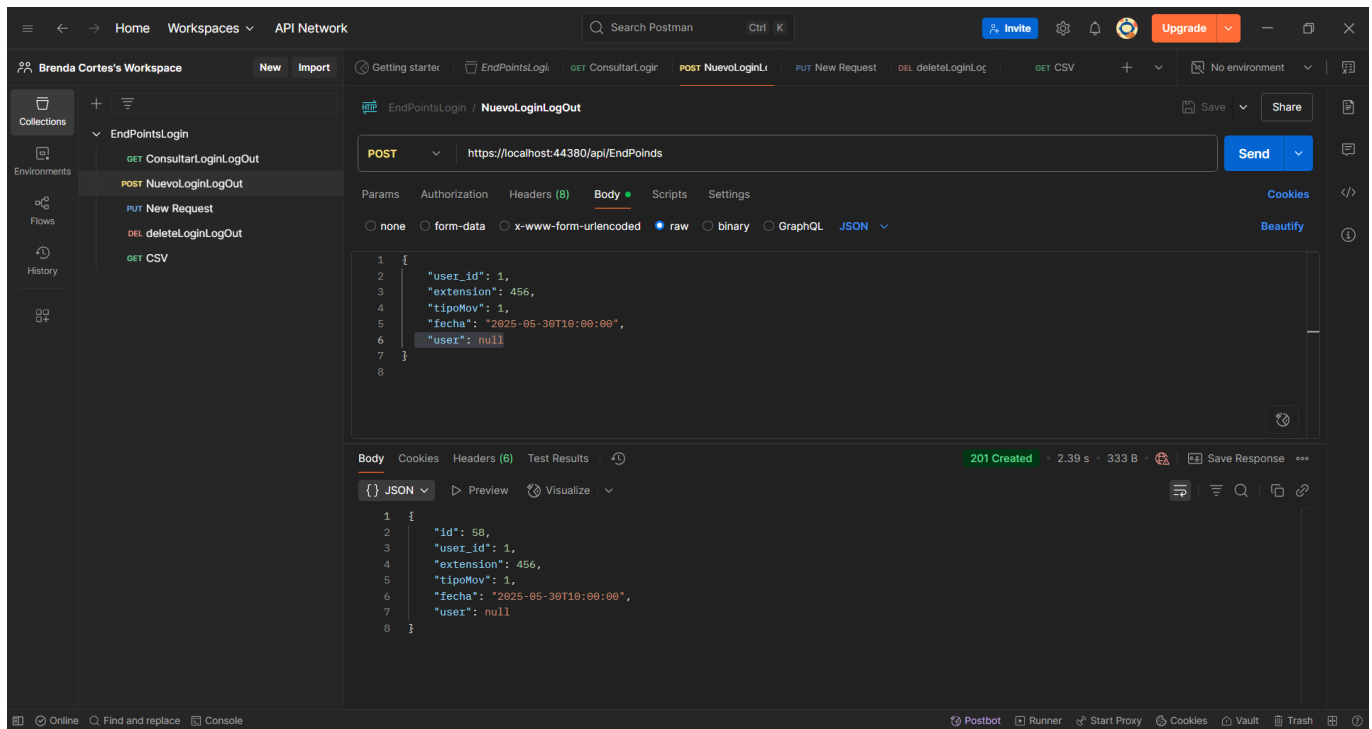 Home Workspaces API Network Search Postman Ctrl K Invite Upgrade
Brenda Cortes's Workspace New Import Getting starte EndPointsLogi GET ConsultarLogin POST NuevoLoginL PUT New Request DEL deleteLoginLog GET CSV No environment
Collections
EndPointsLogin
GET ConsultarLoginLogOut
POST NuevoLoginLogOut
PUT New Request
DEL deleteLoginLogOut
GET CSV
Environments
Flows
History
HTTP EndPointsLogin / NuevoLoginLogOut Save Share
POST https://localhost:44380/api/EndPoinds Send
Params Authorization Headers (8) Body Scripts Settings Cookies
none form-data x-www-form-urlencoded raw binary GraphQL JSON Beautify
1 {
2 "user_id": 1,
3 "extension": 456,
4 "tipoMov": 1,
5 "fecha": "2025-05-30T10:00:00",
6 "user": null
7 }
8
Body Cookies Headers (6) Test Results 201 Created 2.39 s 333 B Save Response
{} JSON Preview Visualize
1 {
2 "id": 58,
3 "user_id": 1,
4 "extension": 456,
5 "tipoMov": 1,
6 "fecha": "2025-05-30T10:00:00",
7 "user": null
8 }
Online Find and replace Console Postbot Runner Start Proxy Cookies Vault Trash